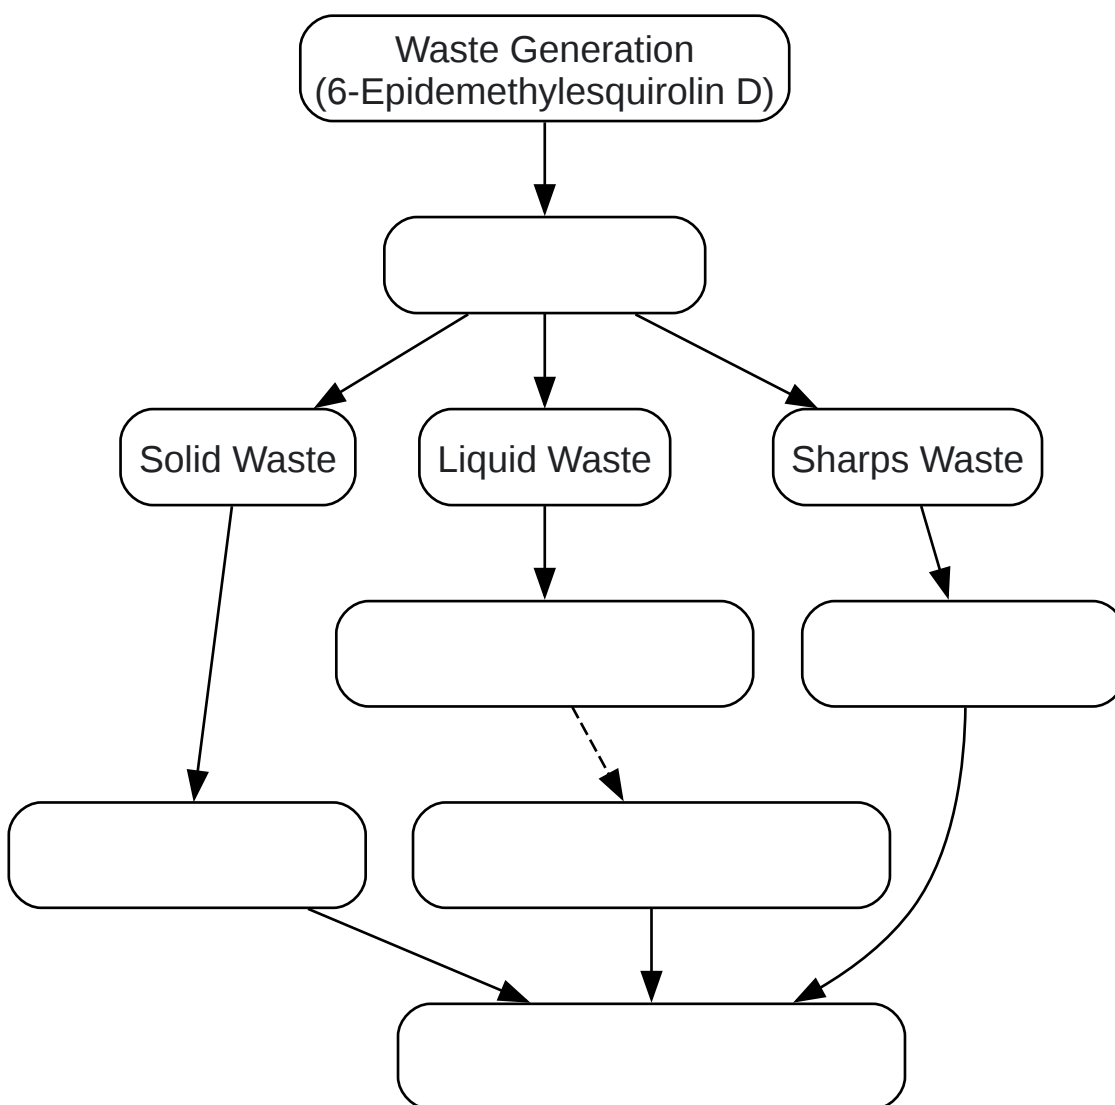 Waste Generation
(6-Epidemethylesquirolin D)
Solid Waste
Liquid Waste
Sharps Waste